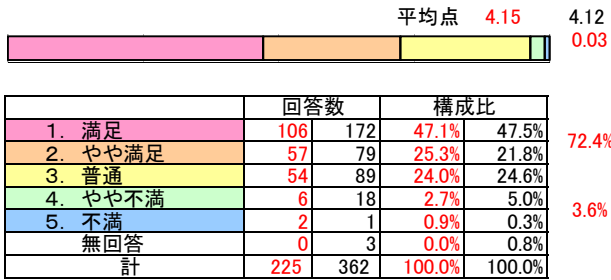 平均点 4.15 4.12
0.03
回答数 構成比
1. 満足 106 172 47.1% 47.5%
72.4%
2. やや満足 57 79 25.3% 21.8%
3. 普通 54 89 24.0% 24.6%
4. やや不満 6 18 2.7% 5.0%
3.6%
5. 不満 2 1 0.9% 0.3%
無回答 0 3 0.0% 0.8%
計 225 362 100.0% 100.0%